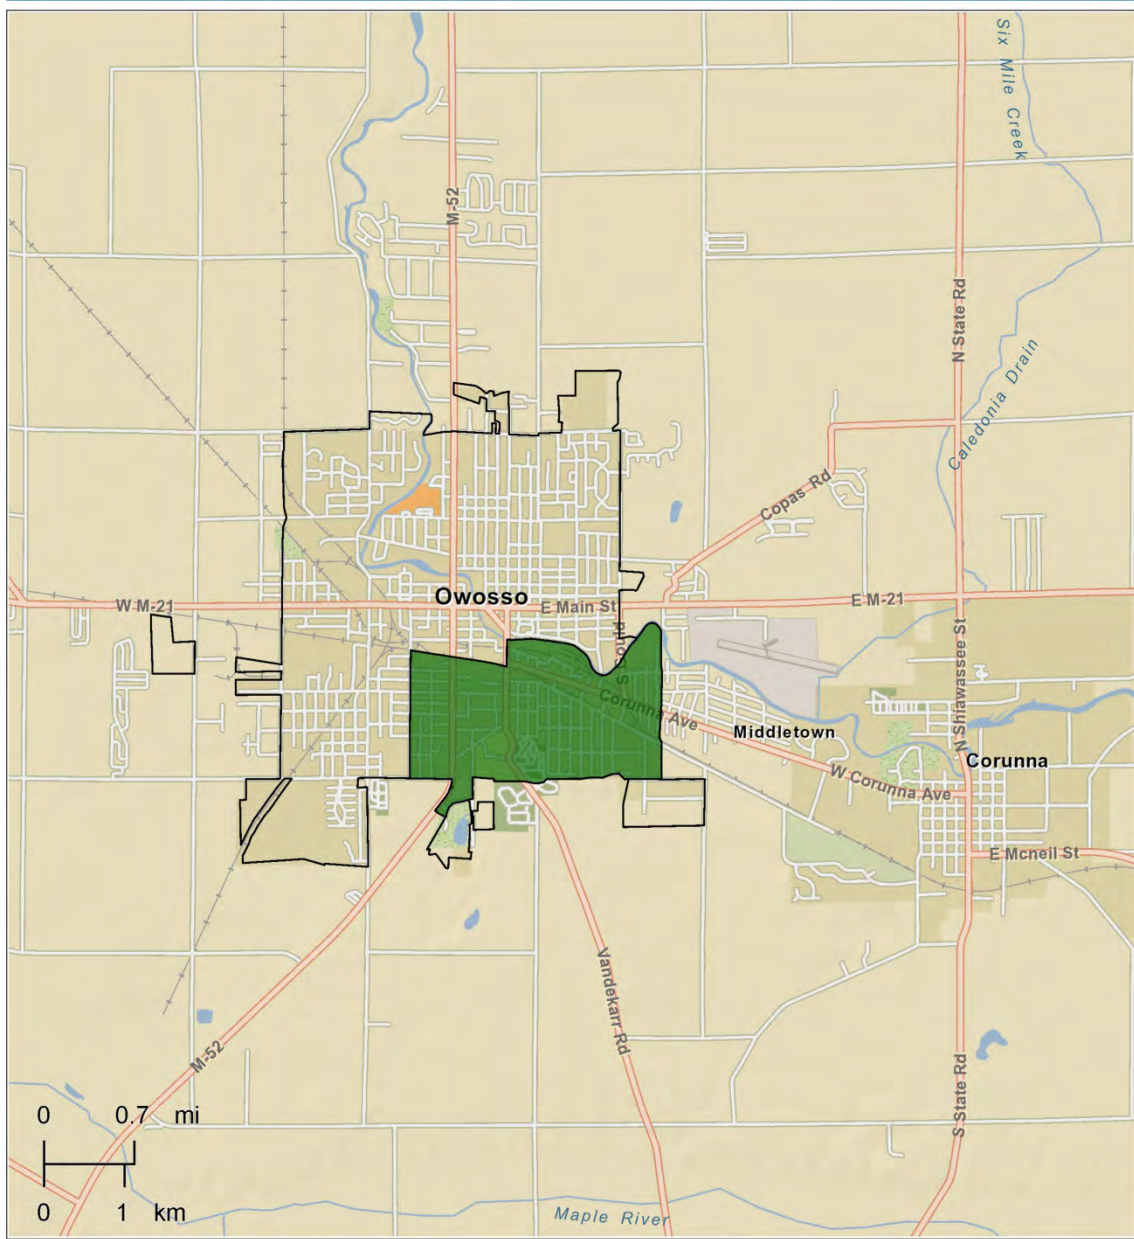 Six Mile Creek
M-52
N State Rd
Caledonia Drain
Copas Rd
Owosso
W M-21
E Main St
E M-21
N Shiawassee St
Corunna Ave
Middletown
Corunna
W Corunna Ave
E Mcneil St
Vandekarr Rd
M-52
S State Rd
0 0.7 mi
0 1 km
Maple River